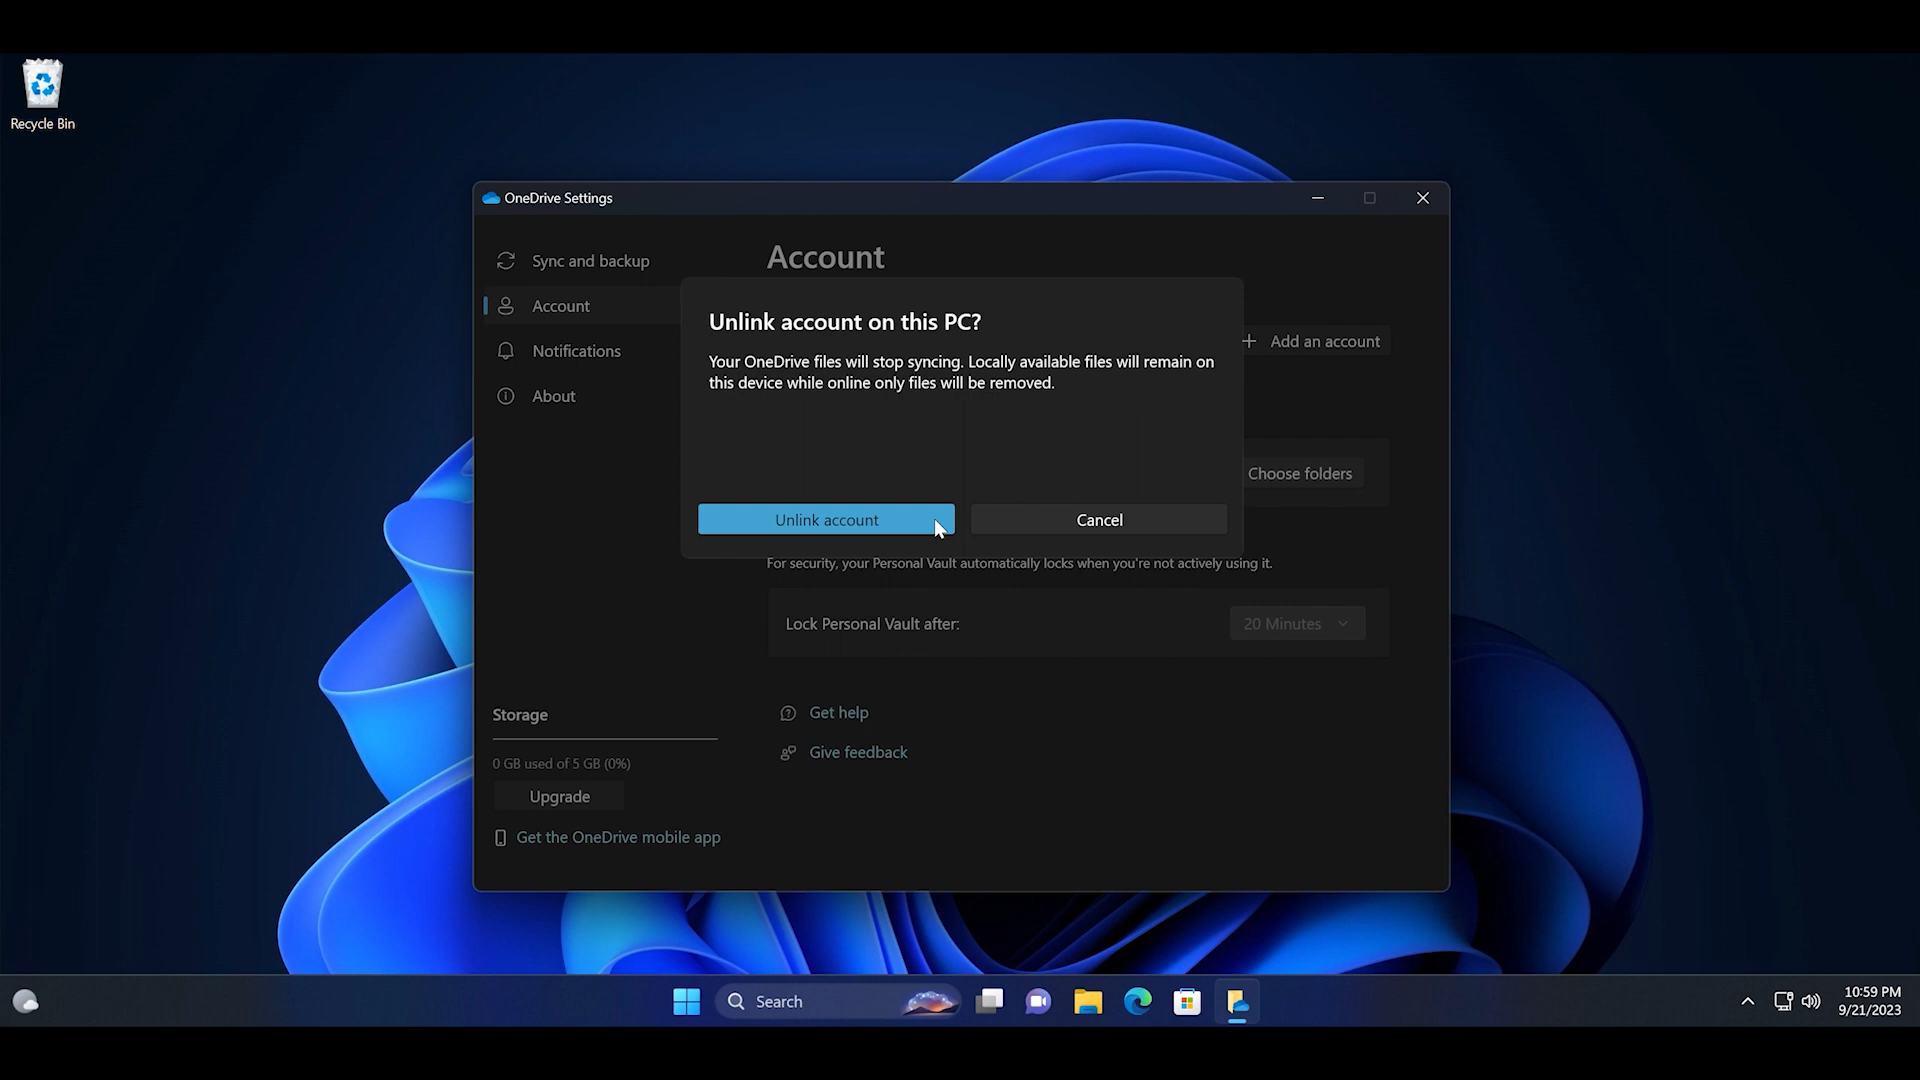 Recycle Bin
OneDrive Settings
Sync and backup
Account
Notifications
About
Account
Add an account
Unlink account on this PC?
Your OneDrive files will stop syncing. Locally available files will remain on
this device while online only files will be removed.
Choose folders
Unlink account
Cancel
For security, your Personal Vault automatically locks when you're not actively using it.
Lock Personal Vault after:
20 Minutes
Get help
Give feedback
Storage
0 GB used of 5 GB (0%)
Upgrade
Get the OneDrive mobile app
Search
10:59 PM
9/21/2023